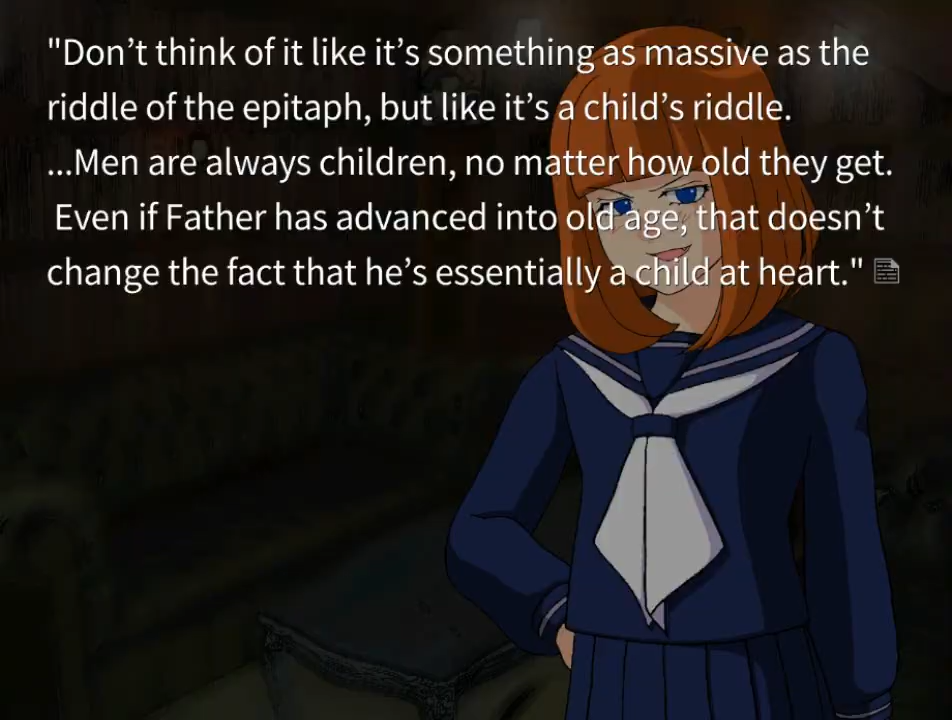 "Don’t think of it like it’s something as massive as the
riddle of the epitaph, but like it’s a child’s riddle.
...Men are always children, no matter how old they get.
Even if Father has advanced into old age, that doesn’t
change the fact that he’s essentially a child at heart."